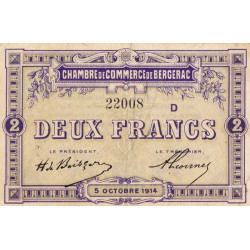 CHAMBRE DE COMMERCE DE BERGERAC
22008 D
2 DEUX FRANCS 2
LE PRÉSIDENT, LE TRÉSORIER,
5 OCTOBRE 1914